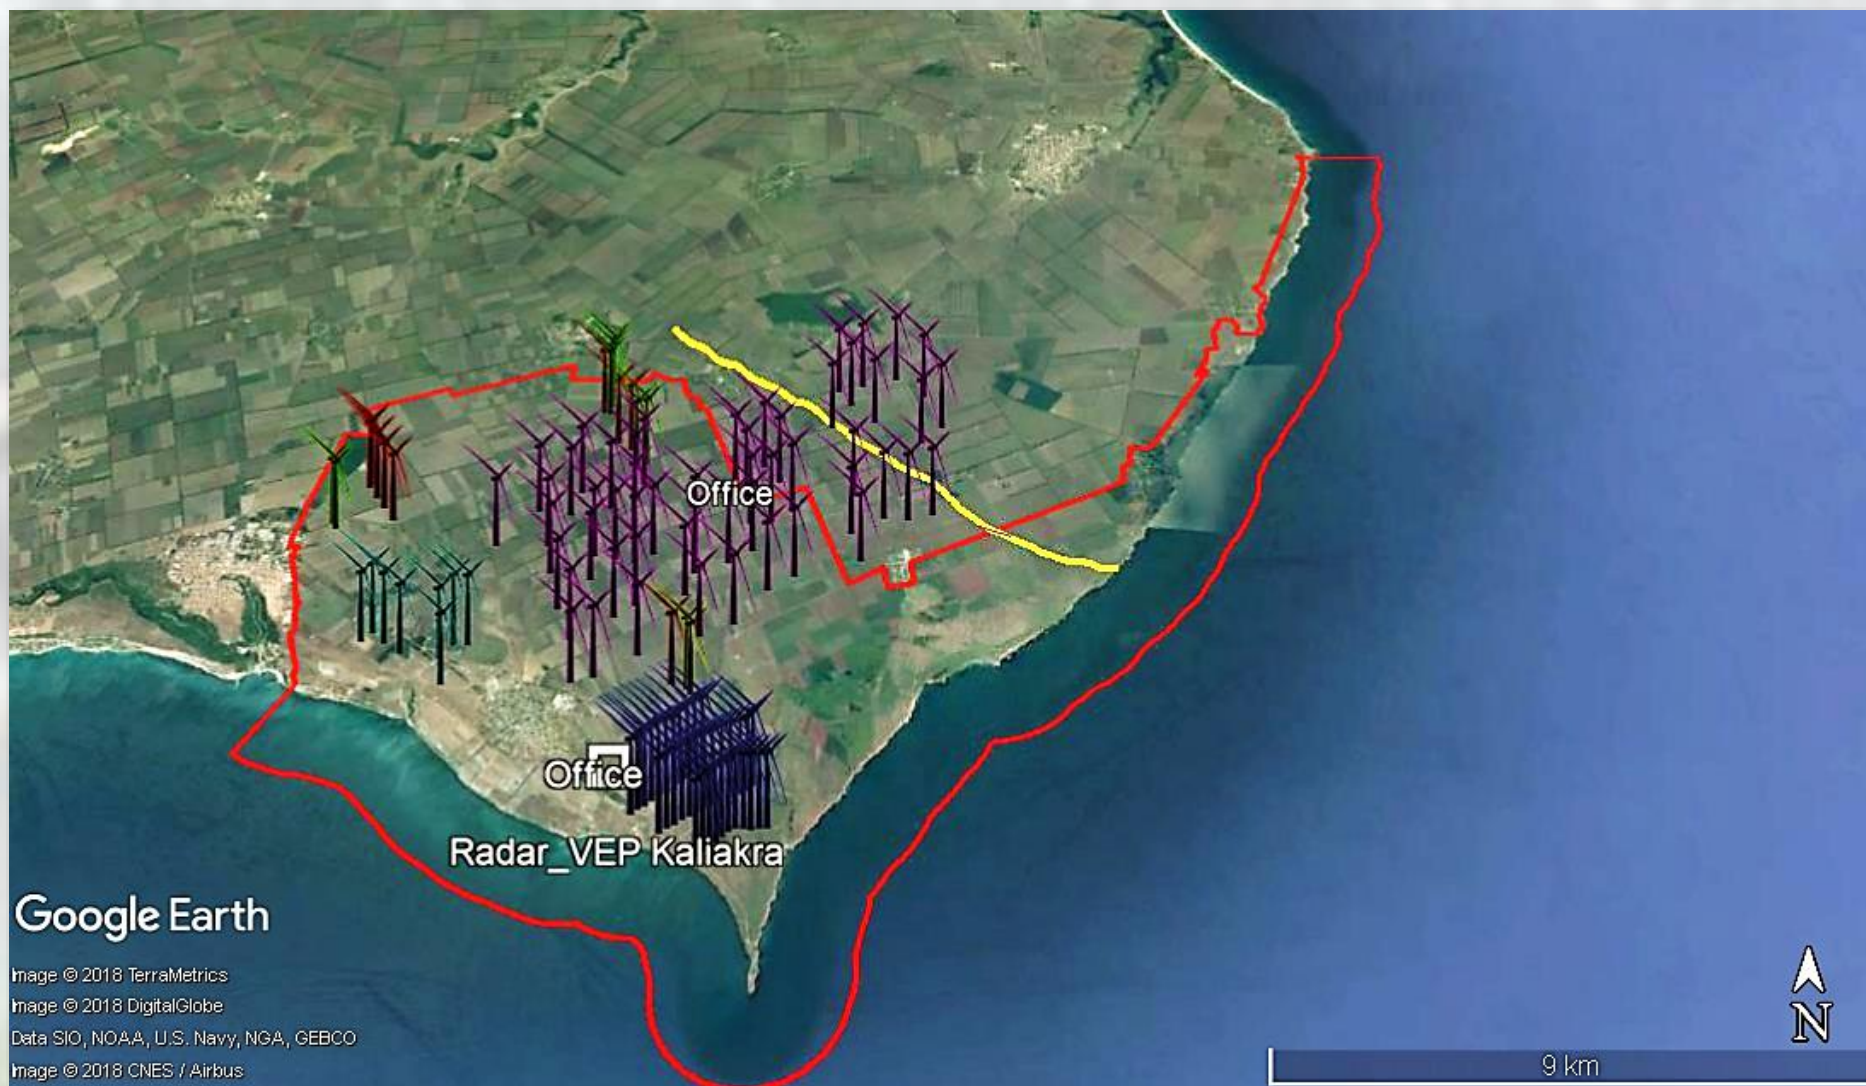 Office
Office
Radar_VEP Kaliakra
Google Earth
Image © 2018 TerraMetrics
Image © 2018 DigitalGlobe
Data SIO, NOAA, U.S. Navy, NGA, GEBCO
Image © 2018 CNES / Airbus
N
9 km